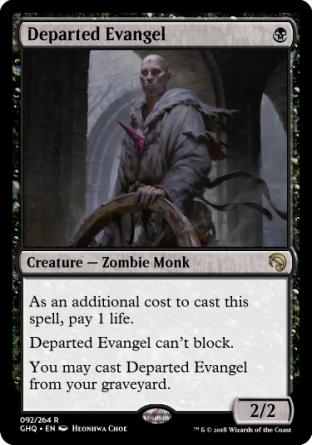 Departed Evangel
Creature — Zombie Monk
As an additional cost to cast this
spell, pay 1 life.
Departed Evangel can't block.
You may cast Departed Evangel
from your graveyard.
2/2
092/264 R
GHQ • EN Heonhwa Choe
™ & © 2018 Wizards of the Coast